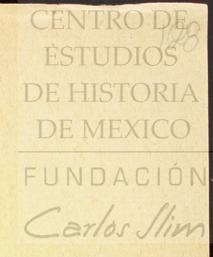 CENTRO DE
ESTUDIOS
DE HISTORIA
DE MEXICO
FUNDACIÓN
Carlos Slim